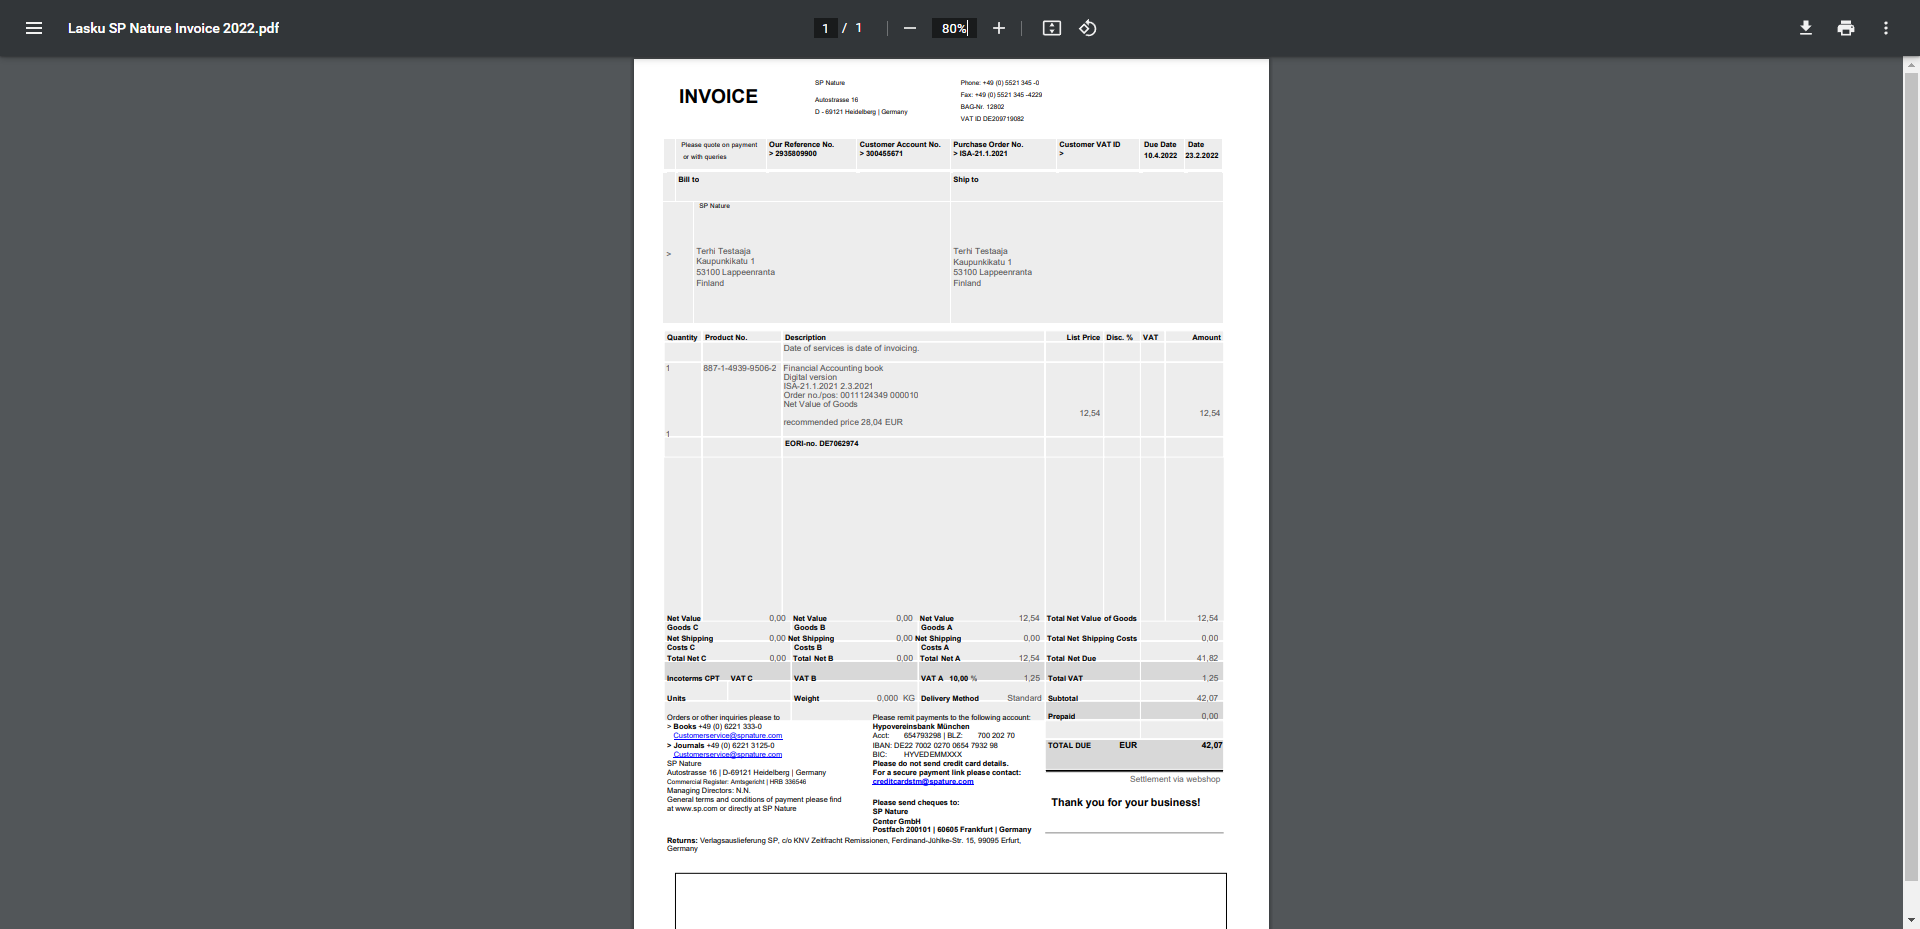 Lasku SP Nature Invoice 2022.pdf
1 / 1
80%
INVOICE
SP Nature
Autostrasse 16
D - 69121 Heidelberg | Germany
Phone: +49 (0) 5521 345 -0
Fax: +49 (0) 5521 345 -4229
BAG-Nr. 12802
VAT ID DE209719082
Please quote on payment
or with queries
Our Reference No.
> 2935809900
Customer Account No.
> 300455671
Purchase Order No.
> ISA-21.1.2021
Customer VAT ID
>
Due Date
10.4.2022
Date
23.2.2022
Bill to
Ship to
SP Nature
>
Terhi Testaaja
Kaupunkikatu 1
53100 Lappeenranta
Finland
Terhi Testaaja
Kaupunkikatu 1
53100 Lappeenranta
Finland
Quantity Product No. Description List Price Disc. % VAT Amount
Date of services is date of invoicing.
1 887-1-4939-9506-2 Financial Accounting book
Digital version
ISA-21.1.2021 2.3.2021
Order no./pos: 0011124349 000010
Net Value of Goods
12,54 12,54
recommended price 28,04 EUR
1
EORI-no. DE7062974
Net Value 0,00 Net Value 0,00 Net Value 12,54 Total Net Value of Goods 12,54
Goods C Goods B Goods A
Net Shipping 0,00 Net Shipping 0,00 Net Shipping 0,00 Total Net Shipping Costs 0,00
Costs C Costs B Costs A
Total Net C 0,00 Total Net B 0,00 Total Net A 12,54 Total Net Due 41,82
Incoterms CPT VAT C VAT B VAT A 10,00 % 1,25 Total VAT 1,25
Units Weight 0,000 KG Delivery Method Standard Subtotal 42,07
Prepaid 0,00
TOTAL DUE EUR 42,07
Settlement via webshop
Thank you for your business!
Orders or other inquiries please to
> Books +49 (0) 6221 333-0
Customerservice@spnature.com
> Journals +49 (0) 6221 3125-0
Customerservice@spnature.com
SP Nature
Autostrasse 16 | D-69121 Heidelberg | Germany
Commercial Register: Amtsgericht | HRB 336546
Managing Directors: N.N.
General terms and conditions of payment please find
at www.sp.com or directly at SP Nature
Please remit payments to the following account:
Hypovereinsbank München
Acct: 654793298 | BLZ: 700 202 70
IBAN: DE22 7002 0270 0654 7932 98
BIC: HYVEDEMMXXX
Please do not send credit card details.
For a secure payment link please contact:
creditcardstm@spature.com
Please send cheques to:
SP Nature
Center GmbH
Postfach 200101 | 60605 Frankfurt | Germany
Returns: Verlagsauslieferung SP, c/o KNV Zeitfracht Remissionen, Ferdinand-Jühlke-Str. 15, 99095 Erfurt,
Germany